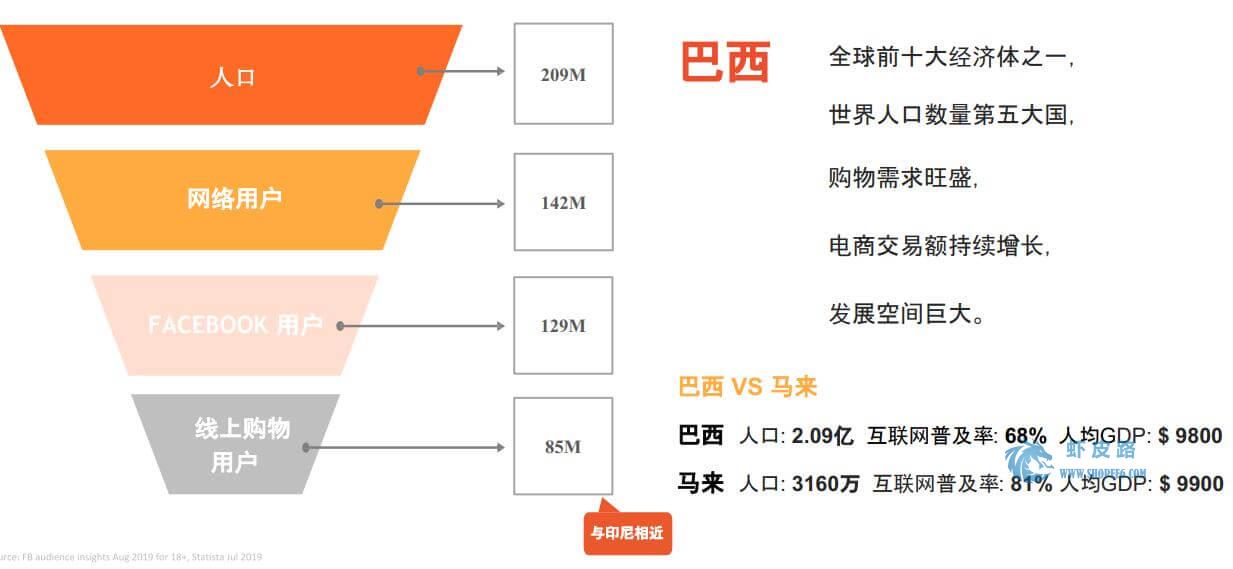 人口
209M
网络用户
142M
FACEBOOK 用户
129M
线上购物
用户
85M
与印尼相近
巴西
全球前十大经济体之一,
世界人口数量第五大国,
购物需求旺盛,
电商交易额持续增长,
发展空间巨大。
巴西 VS 马来
巴西 人口: 2.09亿 互联网普及率: 68% 人均GDP: $ 9800
马来 人口: 3160万 互联网普及率: 81% 人均GDP: $ 9900
虾皮路
WWW.SHOPEE6.COM
urce: FB audience insights Aug 2019 for 18+, Statista Jul 2019